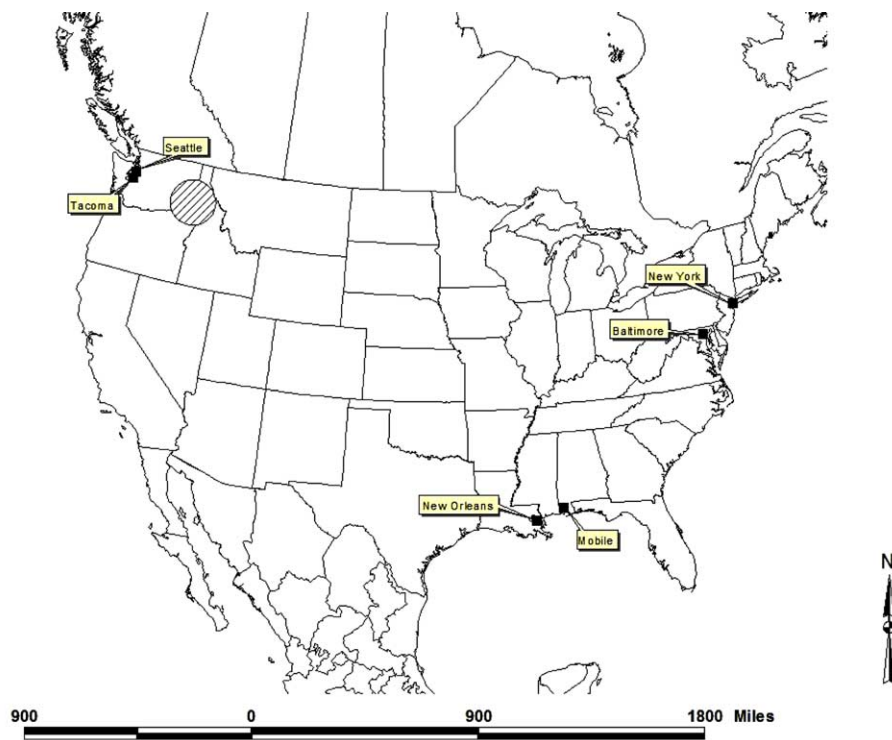 Seattle
Tacoma
New York
Baltimore
New Orleans
Mobile
N
900 0 900 1800 Miles